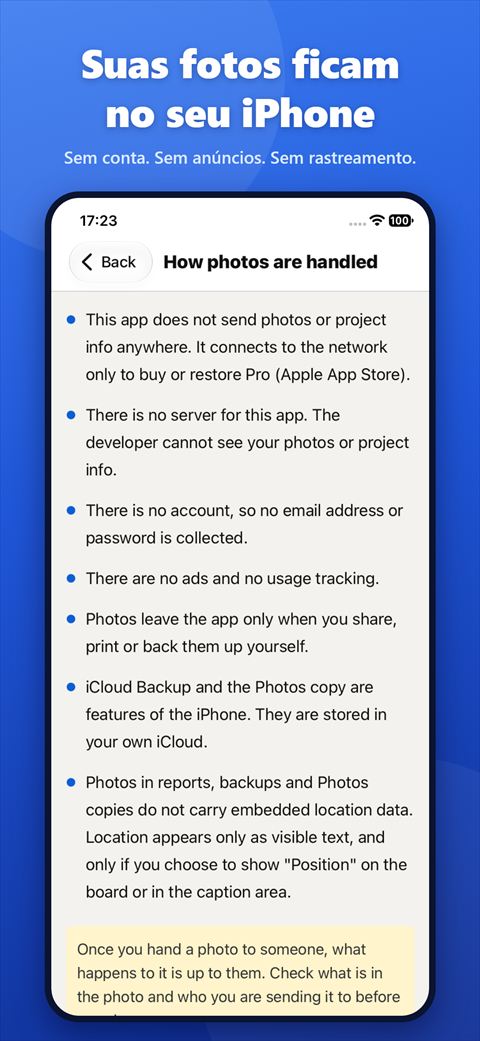 Suas fotos ficam
no seu iPhone
Sem conta. Sem anúncios. Sem rastreamento.
17:23
100
Back
How photos are handled
This app does not send photos or project
info anywhere. It connects to the network
only to buy or restore Pro (Apple App Store).
There is no server for this app. The
developer cannot see your photos or project
info.
There is no account, so no email address or
password is collected.
There are no ads and no usage tracking.
Photos leave the app only when you share,
print or back them up yourself.
iCloud Backup and the Photos copy are
features of the iPhone. They are stored in
your own iCloud.
Photos in reports, backups and Photos
copies do not carry embedded location data.
Location appears only as visible text, and
only if you choose to show "Position" on the
board or in the caption area.
Once you hand a photo to someone, what
happens to it is up to them. Check what is in
the photo and who you are sending it to before